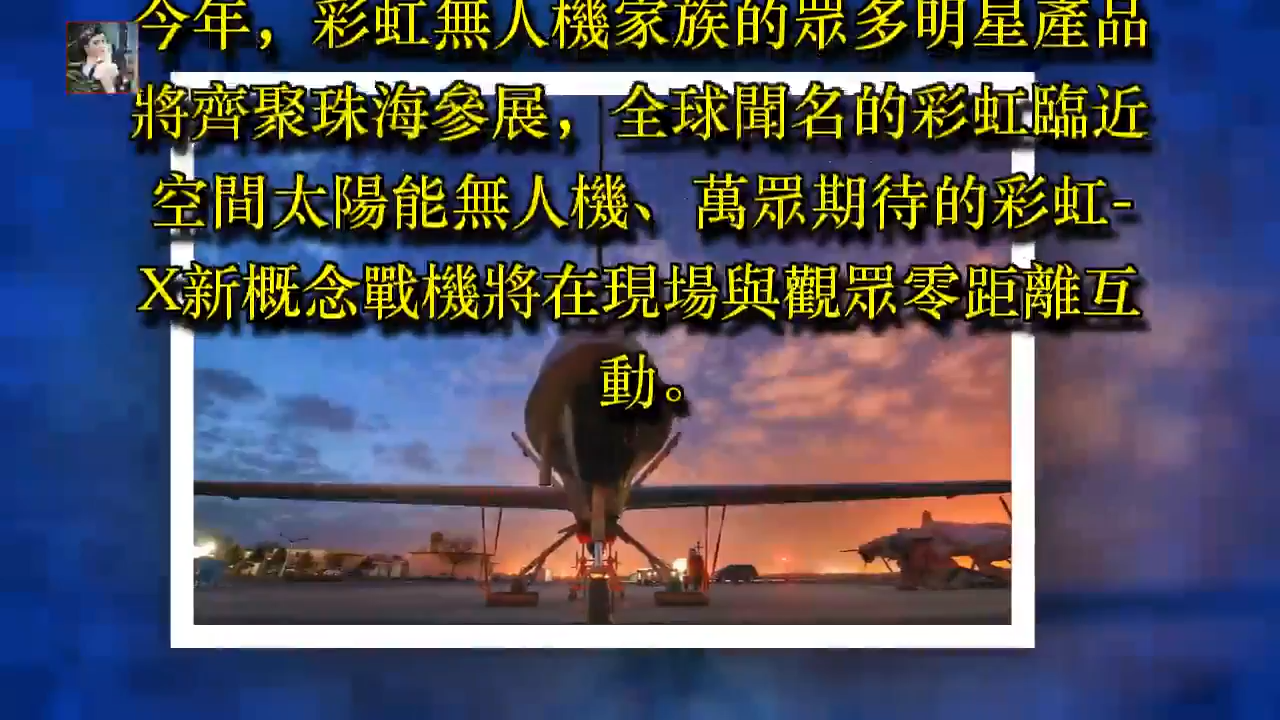 今年，彩虹無人機家族的眾多明星產品
將齊聚珠海參展，全球聞名的彩虹臨近
空間太陽能無人機、萬眾期待的彩虹-
X新概念戰機將在現場與觀眾零距離互
動。